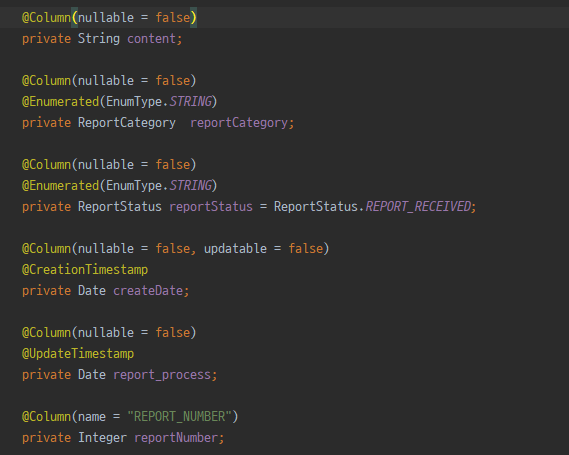 @Column(nullable = false)
private String content;
@Column(nullable = false)
@Enumerated(EnumType.STRING)
private ReportCategory  reportCategory;
@Column(nullable = false)
@Enumerated(EnumType.STRING)
private ReportStatus reportStatus = ReportStatus.REPORT_RECEIVED;
@Column(nullable = false, updatable = false)
@CreationTimestamp
private Date createDate;
@Column(nullable = false)
@UpdateTimestamp
private Date report_process;
@Column(name = "REPORT_NUMBER")
private Integer reportNumber;